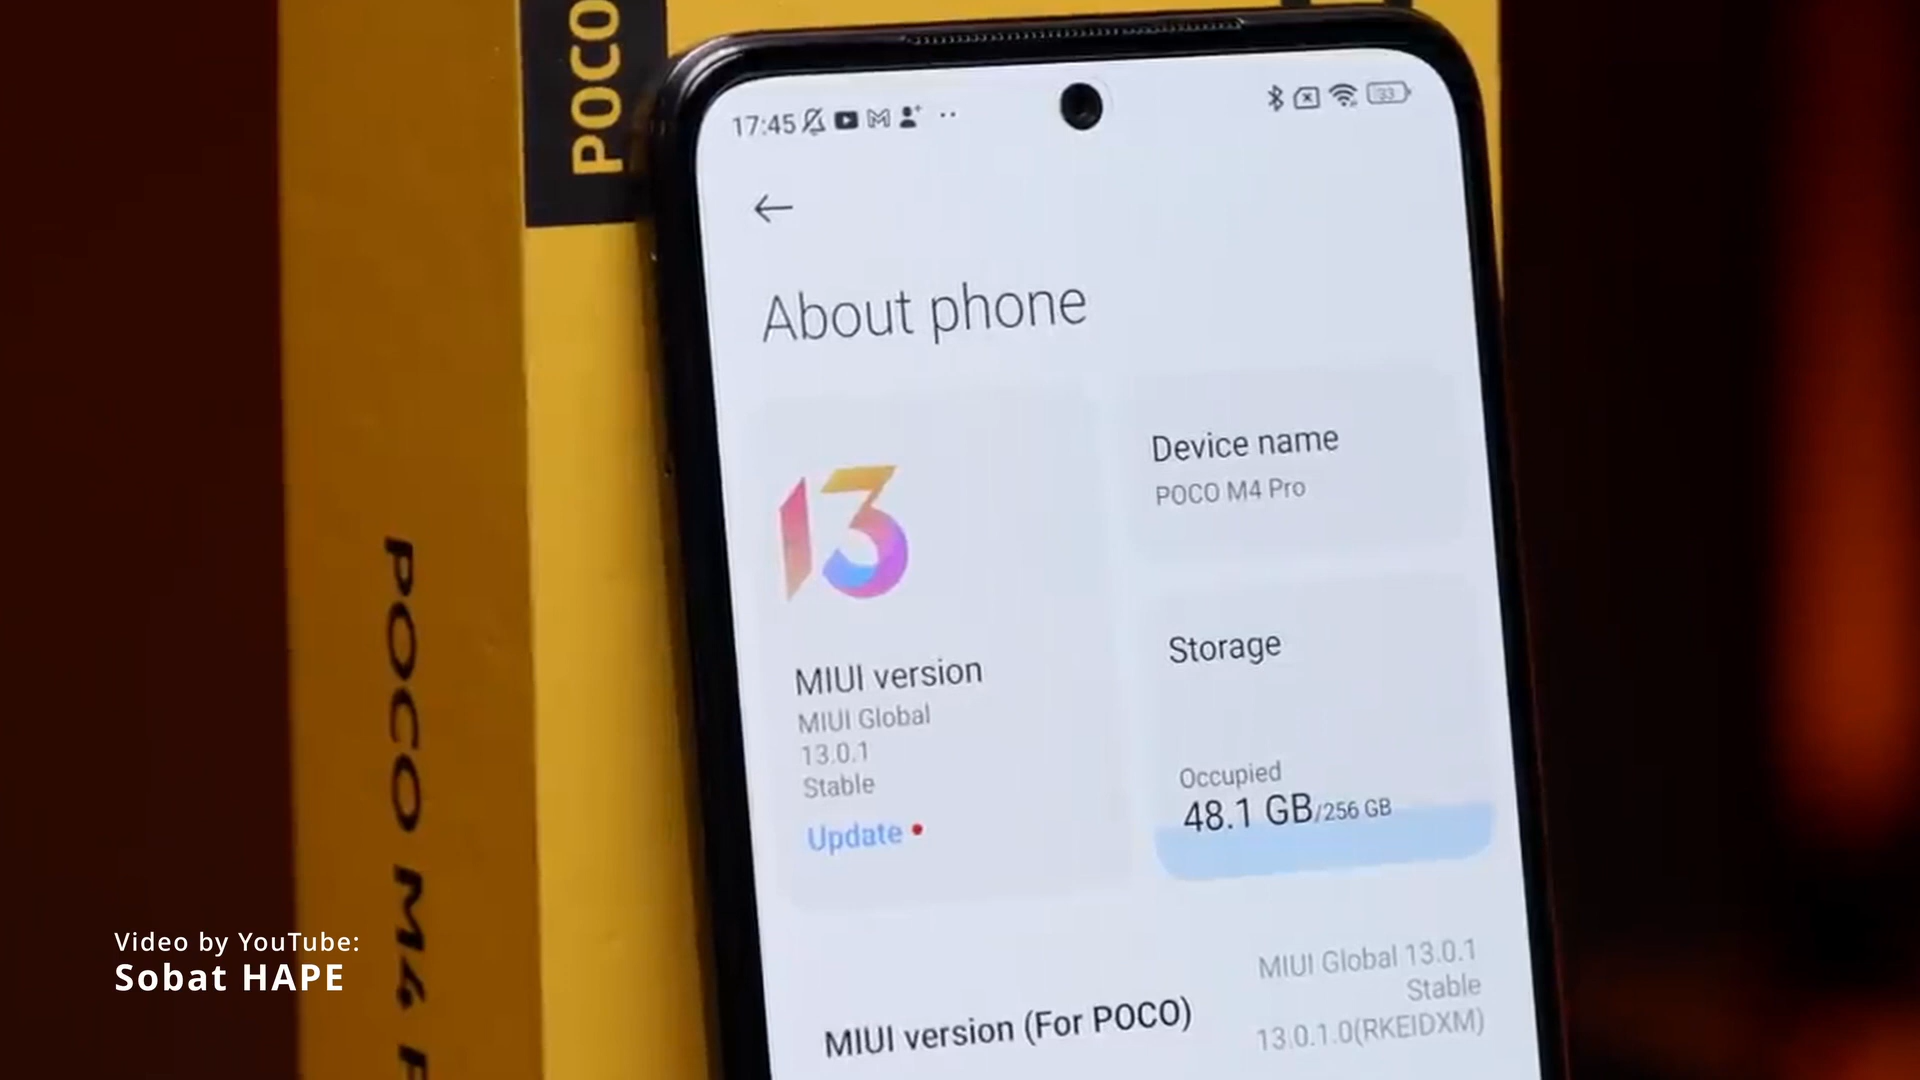 POCO
POCO M4 P
17:45
33
About phone
Device name
POCO M4 Pro
MIUI version
MIUI Global
13.0.1
Stable
Update
Storage
Occupied
48.1 GB/256 GB
MIUI version (For POCO)
MIUI Global 13.0.1
Stable
13.0.1.0(RKEIDXM)
13
Video by YouTube:
Sobat HAPE